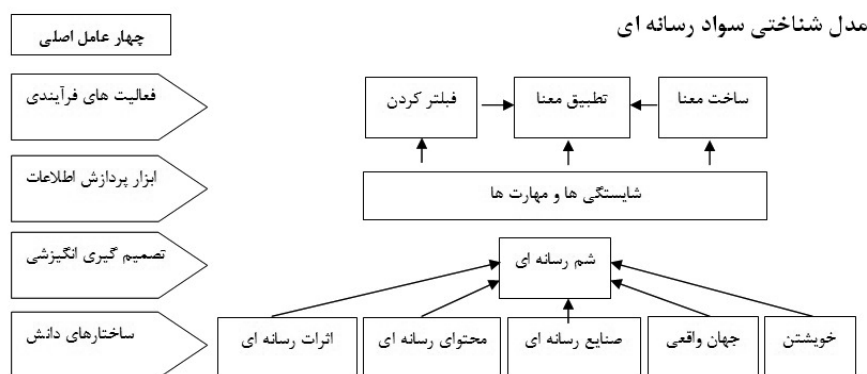 مدل شناختی سواد رسانه ای
چهار عامل اصلی
ساخت معنا
تطبیق معنا
فیلتر کردن
فعالیت های فرآیندی
شایستگی ها و مهارت ها
ابزار پردازش اطلاعات
شم رسانه ای
تصمیم گیری انگیزشی
خویشتن
جهان واقعی
صنایع رسانه ای
محتوای رسانه ای
اثرات رسانه ای
ساختارهای دانش